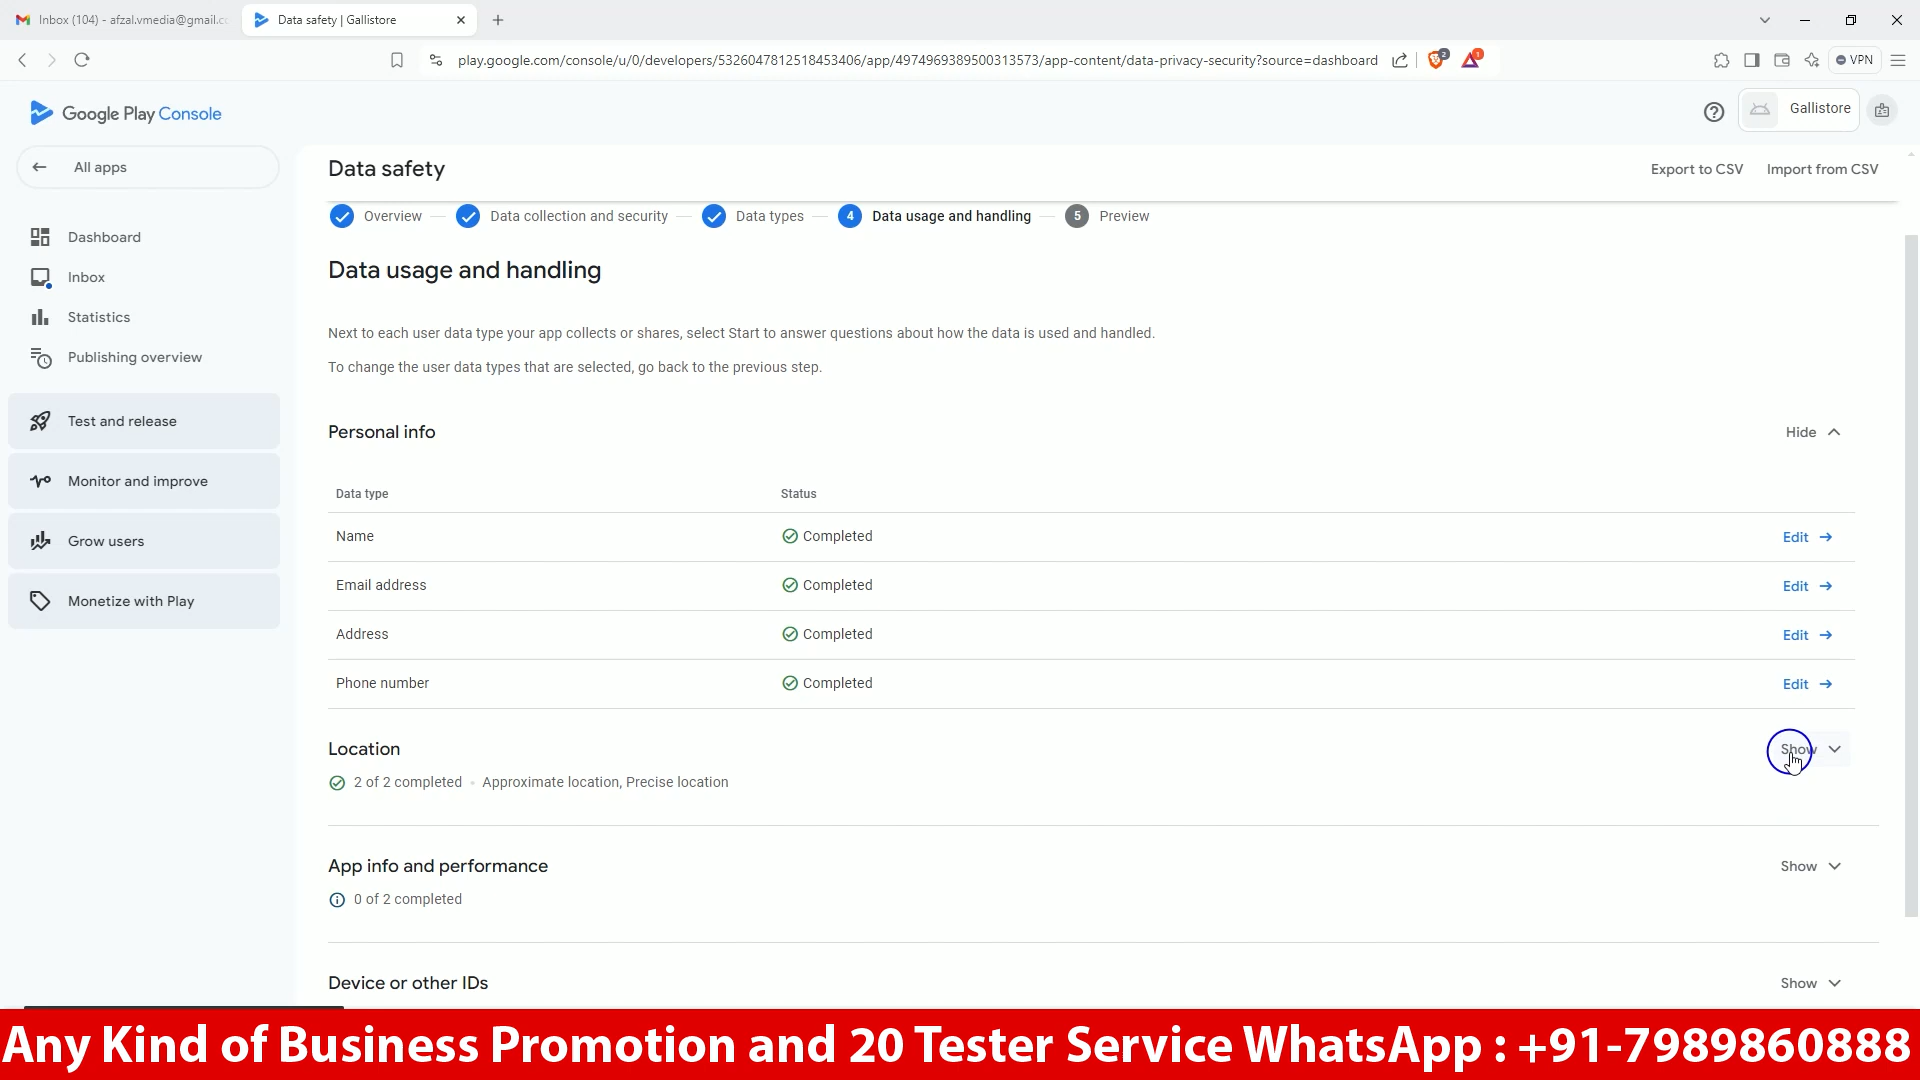 Inbox (104) - afzal.vmedia@gmail.c
Data safety | Gallistore
play.google.com/console/u/0/developers/5326047812518453406/app/4974969389500313573/app-content/data-privacy-security?source=dashboard
2
1
VPN
Google Play Console
Gallistore
All apps
Data safety
Export to CSV
Import from CSV
Overview
Data collection and security
Data types
4
Data usage and handling
5
Preview
Dashboard
Inbox
Statistics
Publishing overview
Test and release
Monitor and improve
Grow users
Monetize with Play
Data usage and handling
Next to each user data type your app collects or shares, select Start to answer questions about how the data is used and handled.
To change the user data types that are selected, go back to the previous step.
Personal info
Hide
Data type
Status
Name
Completed
Edit
Email address
Completed
Edit
Address
Completed
Edit
Phone number
Completed
Edit
Location
Show
2 of 2 completed
Approximate location, Precise location
App info and performance
Show
0 of 2 completed
Device or other IDs
Show
Any Kind of Business Promotion and 20 Tester Service WhatsApp : +91-7989860888